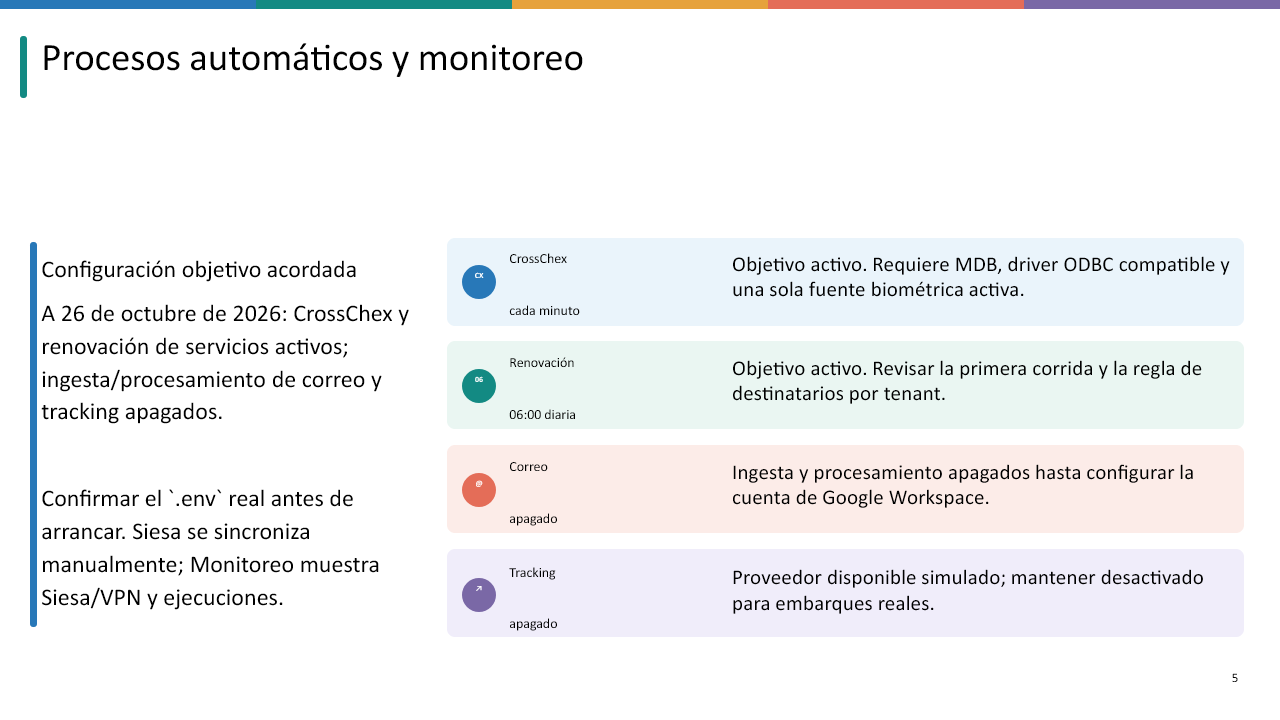 Procesos automáticos y monitoreo
Configuración objetivo acordada
A 26 de octubre de 2026: CrossChex y
renovación de servicios activos;
ingesta/procesamiento de correo y
tracking apagados.
Confirmar el `.env` real antes de
arrancar. Siesa se sincroniza
manualmente; Monitoreo muestra
Siesa/VPN y ejecuciones.
CX
CrossChex
cada minuto
Objetivo activo. Requiere MDB, driver ODBC compatible y
una sola fuente biométrica activa.
06
Renovación
06:00 diaria
Objetivo activo. Revisar la primera corrida y la regla de
destinatarios por tenant.
@
Correo
apagado
Ingesta y procesamiento apagados hasta configurar la
cuenta de Google Workspace.
↗
Tracking
apagado
Proveedor disponible simulado; mantener desactivado
para embarques reales.
5